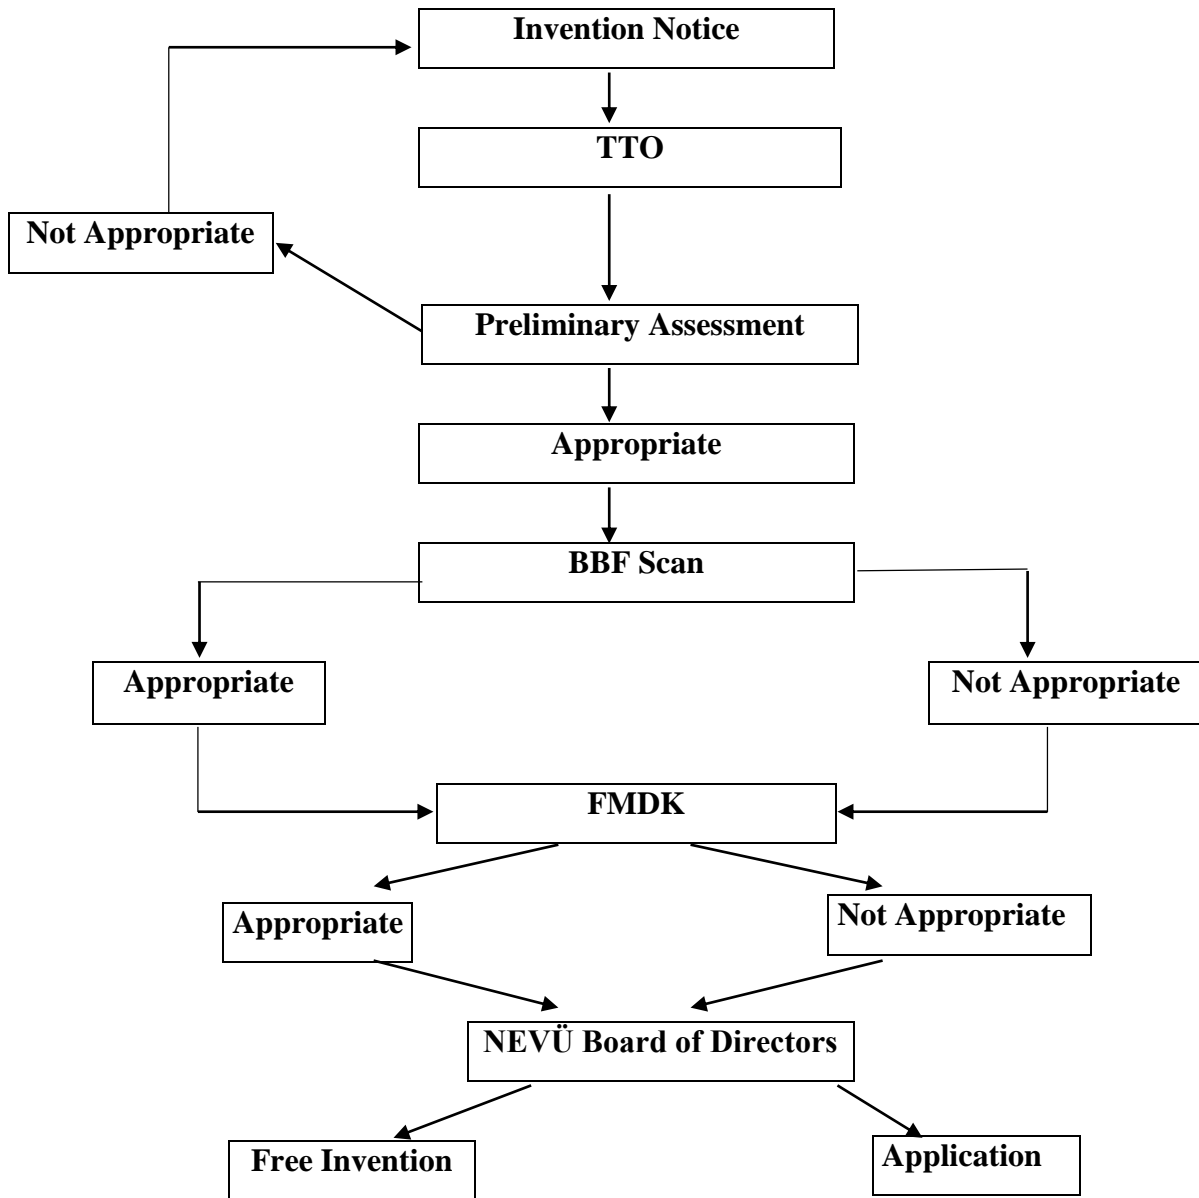 Invention Notice
TTO
Not Appropriate
Preliminary Assessment
Appropriate
BBF Scan
Appropriate
Not Appropriate
FMDK
Appropriate
Not Appropriate
NEVÜ Board of Directors
Free Invention
Application